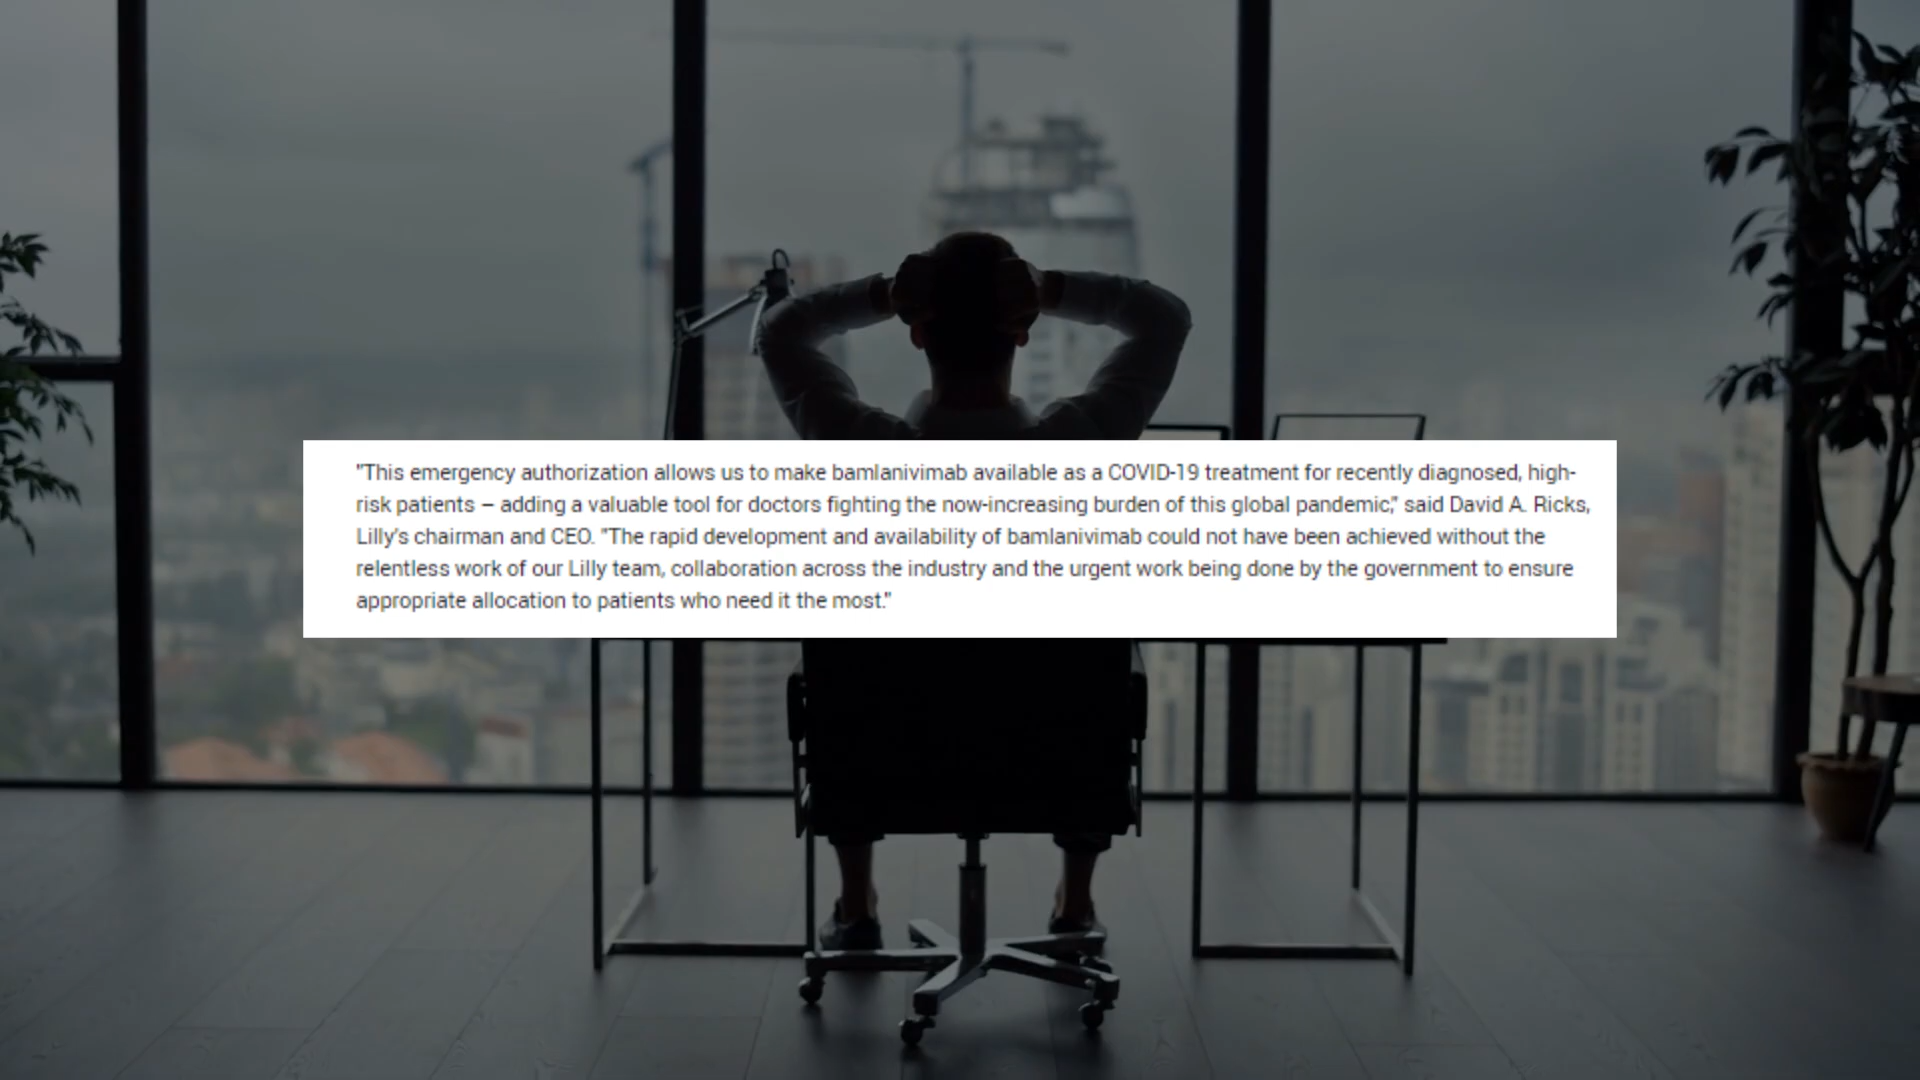 "This emergency authorization allows us to make bamlanivimab available as a COVID-19 treatment for recently diagnosed, high-
risk patients – adding a valuable tool for doctors fighting the now-increasing burden of this global pandemic," said David A. Ricks,
Lilly's chairman and CEO. "The rapid development and availability of bamlanivimab could not have been achieved without the
relentless work of our Lilly team, collaboration across the industry and the urgent work being done by the government to ensure
appropriate allocation to patients who need it the most."